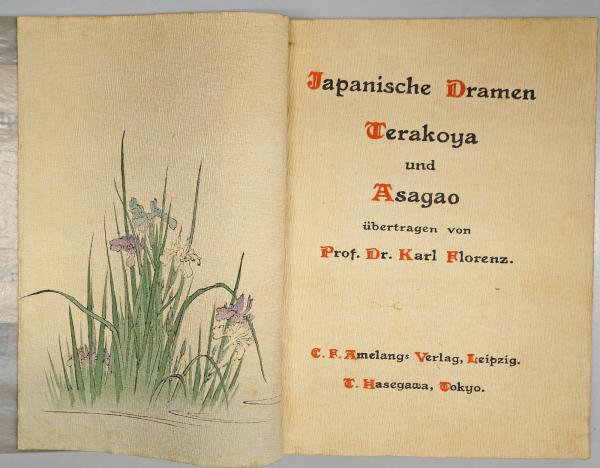 Japanische Dramen
Terakoya
und
Asagao
übertragen von
Prof. Dr. Karl Florenz.
C. F. Amelangs Verlag, Leipzig.
T. Hasegawa, Tokyo.